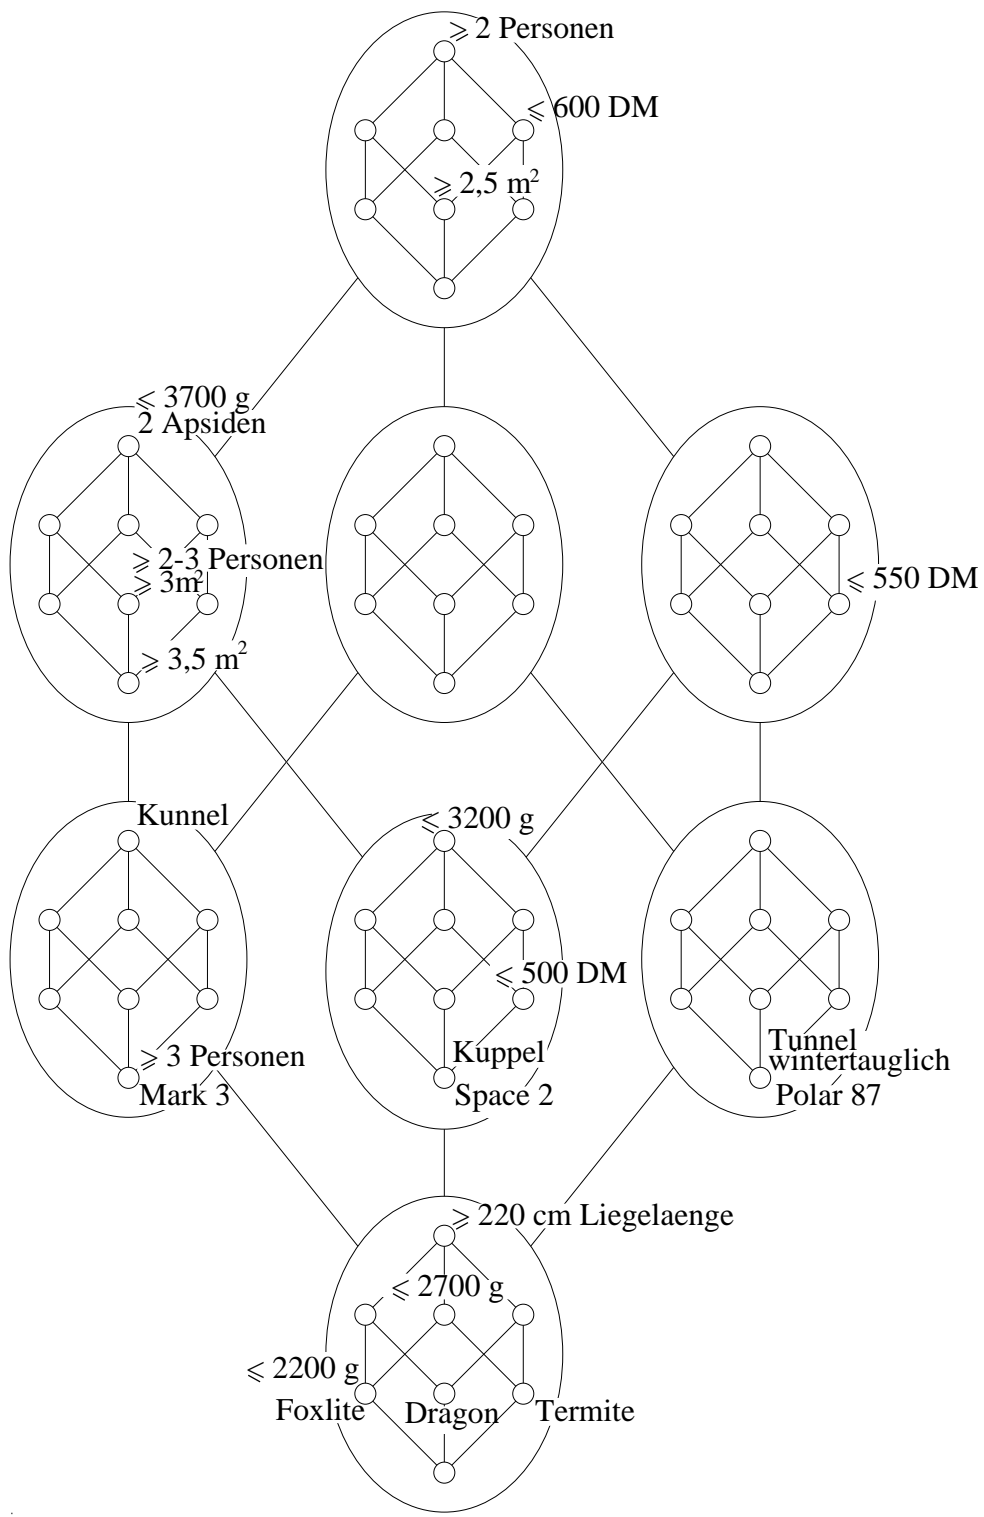 ⩾ 2 Personen
⩽ 600 DM
⩾ 2,5 m²
⩽ 3700 g
2 Apsiden
⩾ 2-3 Personen
⩾ 3m²
⩽ 550 DM
⩾ 3,5 m²
Kunnel
⩽ 3200 g
⩽ 500 DM
Tunnel
Kuppel
wintertauglich
⩾ 3 Personen
Mark 3
Space 2
Polar 87
⩾ 220 cm Liegelaenge
⩽ 2700 g
⩽ 2200 g
Foxlite
Dragon
Termite